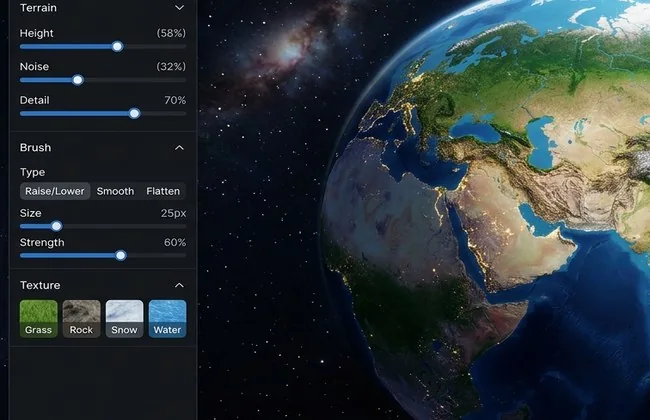 Terrain
Height (58%)
Noise (32%)
Detail 70%
Brush
Type
Raise/Lower Smooth Flatten
Size 25px
Strength 60%
Texture
Grass Rock Snow Water